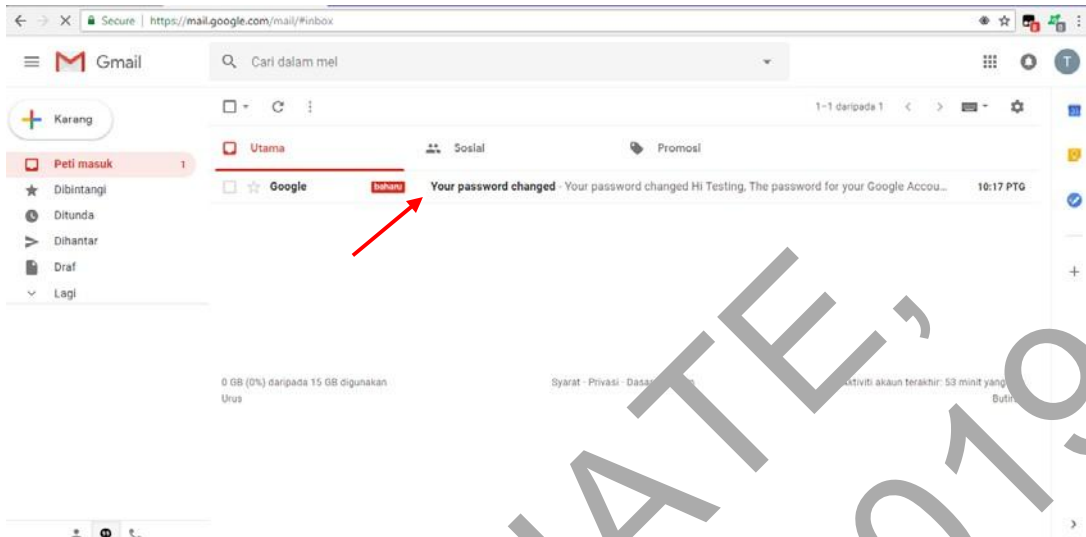 Secure | https://mail.google.com/mail/#inbox
Gmail
Cari dalam mel
T
Karang
1-1 daripada 1
31
Utama
Sosial
Promosi
Peti masuk 1
Google baharu Your password changed - Your password changed Hi Testing, The password for your Google Accou... 10:17 PTG
Dibintangi
Ditunda
Dihantar
Draf
Lagi
0 GB (0%) daripada 15 GB digunakan
Urus
Syarat - Privasi -
Aktiviti akaun terakhir: 53 minit
NATE,
2019